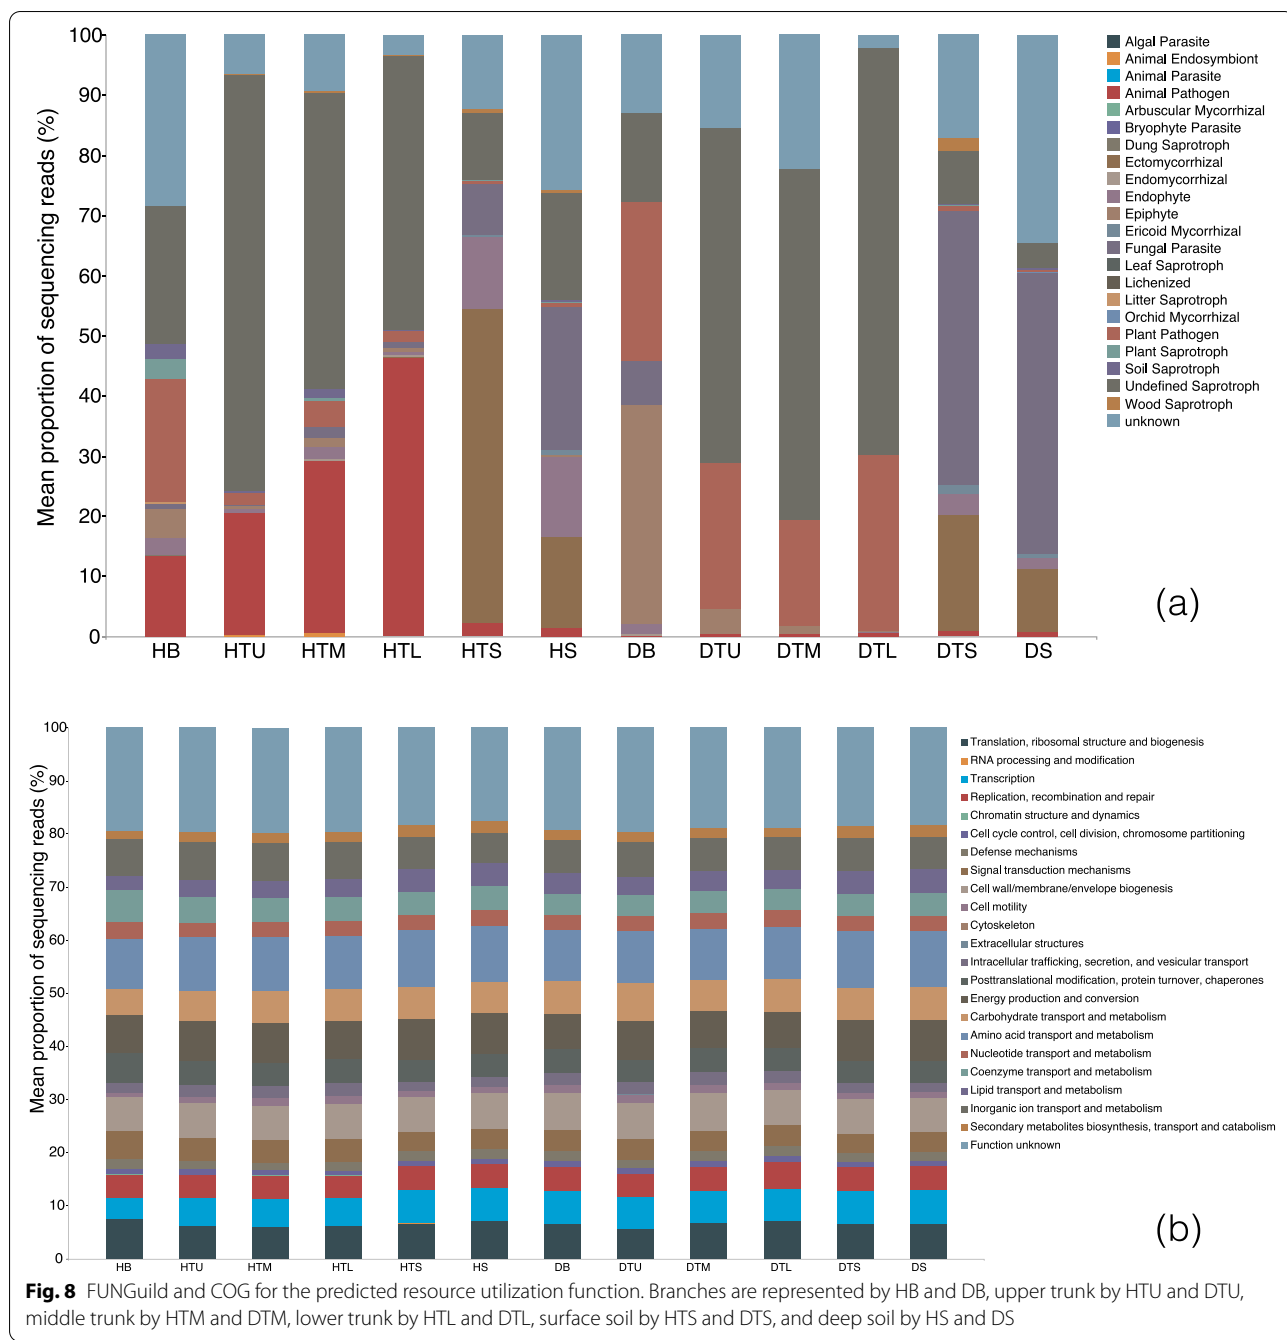 Mean proportion of sequencing reads (%)
100
90
80
70
60
50
40
30
20
10
0
HB HTU HTM HTL HTS HS DB DTU DTM DTL DTS DS
Algal Parasite
Animal Endosymbiont
Animal Parasite
Animal Pathogen
Arbuscular Mycorrhizal
Bryophyte Parasite
Dung Saprotroph
Ectomycorrhizal
Endomycorrhizal
Endophyte
Epiphyte
Ericoid Mycorrhizal
Fungal Parasite
Leaf Saprotroph
Lichenized
Litter Saprotroph
Orchid Mycorrhizal
Plant Pathogen
Plant Saprotroph
Soil Saprotroph
Undefined Saprotroph
Wood Saprotroph
unknown
(a)
Mean proportion of sequencing reads (%)
100
90
80
70
60
50
40
30
20
10
0
HB HTU HTM HTL HTS HS DB DTU DTM DTL DTS DS
Translation, ribosomal structure and biogenesis
RNA processing and modification
Transcription
Replication, recombination and repair
Chromatin structure and dynamics
Cell cycle control, cell division, chromosome partitioning
Defense mechanisms
Signal transduction mechanisms
Cell wall/membrane/envelope biogenesis
Cell motility
Cytoskeleton
Extracellular structures
Intracellular trafficking, secretion, and vesicular transport
Posttranslational modification, protein turnover, chaperones
Energy production and conversion
Carbohydrate transport and metabolism
Amino acid transport and metabolism
Nucleotide transport and metabolism
Coenzyme transport and metabolism
Lipid transport and metabolism
Inorganic ion transport and metabolism
Secondary metabolites biosynthesis, transport and catabolism
Function unknown
(b)
Fig. 8 FUNGuild and COG for the predicted resource utilization function. Branches are represented by HB and DB, upper trunk by HTU and DTU,
middle trunk by HTM and DTM, lower trunk by HTL and DTL, surface soil by HTS and DTS, and deep soil by HS and DS